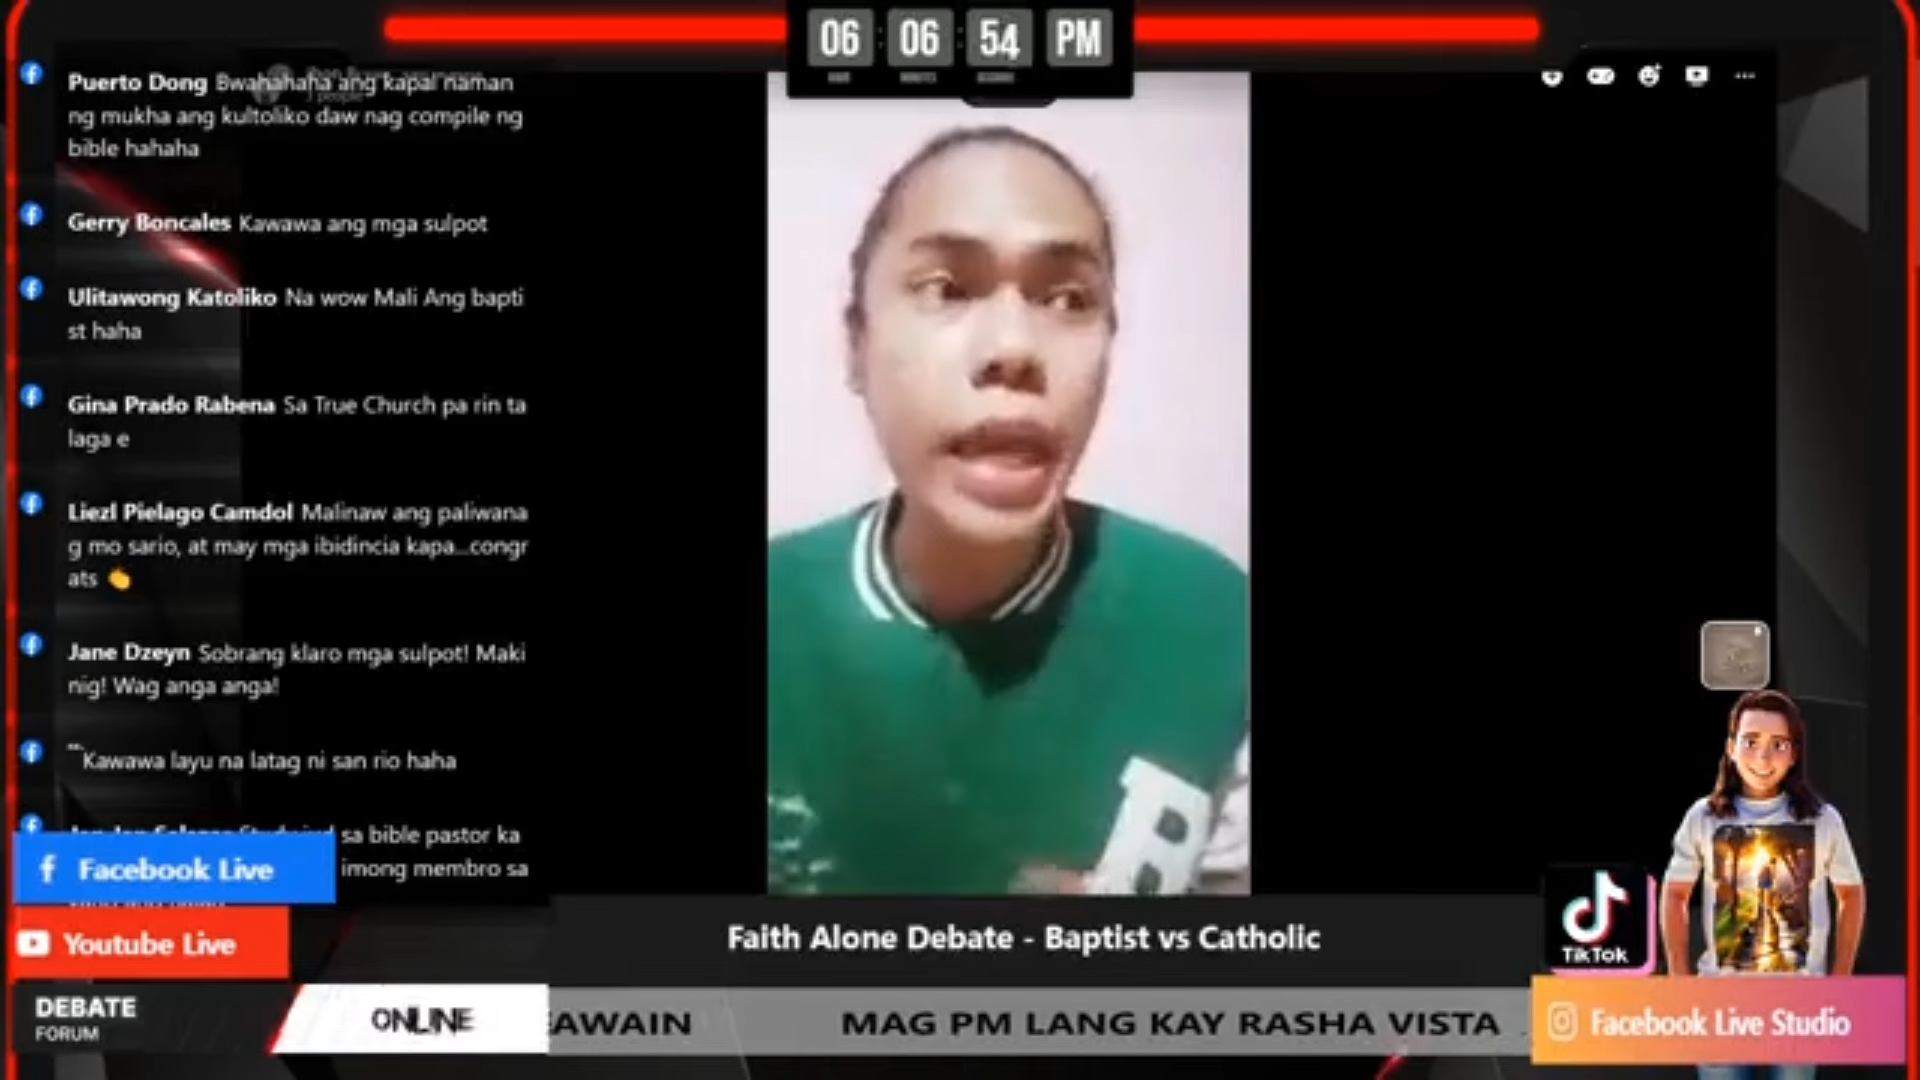 06 : 06 : 54 PM
Puerto Dong Bwahahaha ang kapal naman
ng mukha ang kultoliko daw nag compile ng
bible hahaha
Gerry Boncales Kawawa ang mga sulpot
Ulitawong Katoliko Na wow Mali Ang bapti
st haha
Gina Prado Rabena Sa True Church pa rin ta
laga e
Liezl Pielago Camdol Malinaw ang paliwana
g mo sario, at may mga ibidincia kapa...congr
ats 👏
Jane Dzeyn Sobrang klaro mga sulpot! Maki
nig! Wag anga anga!
Kawawa layu na latag ni san rio haha
sa bible pastor ka
imong membro sa
Facebook Live
Youtube Live
Faith Alone Debate - Baptist vs Catholic
TikTok
DEBATE
FORUM
ONLINE
EAWAIN MAG PM LANG KAY RASHA VISTA
Facebook Live Studio